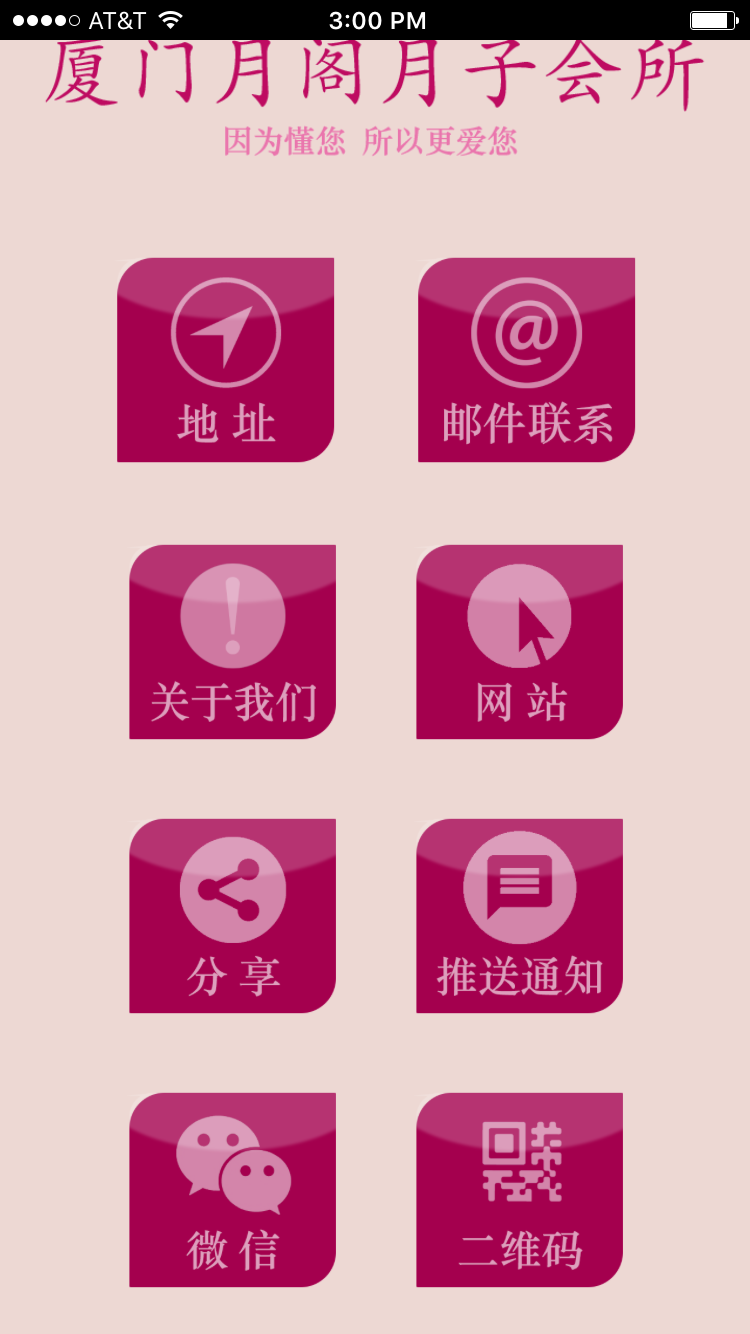 AT&T 3:00 PM
厦门月阁月子会所
因为懂您 所以更爱您
地 址
邮件联系
关于我们
网 站
分 享
推送通知
微 信
二维码